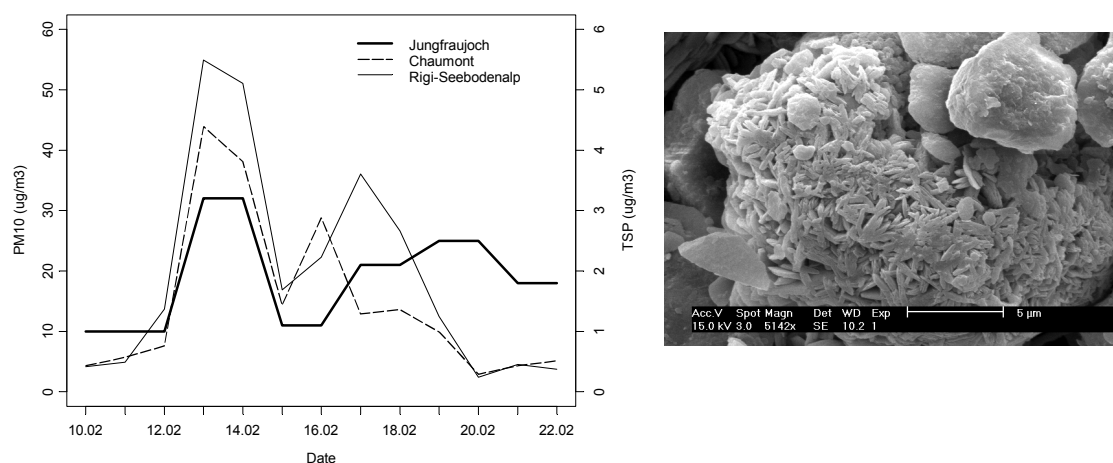 60
50
40
30
20
10
0
PM10 (ug/m3)
10.02
12.02
14.02
16.02
18.02
20.02
22.02
Date
6
5
4
3
2
1
0
TSP (ug/m3)
Jungfraujoch
Chaumont
Rigi-Seebodenalp
Acc.V Spot Magn Det WD Exp 5 µm
15.0 kV 3.0 5142x SE 10.2 1